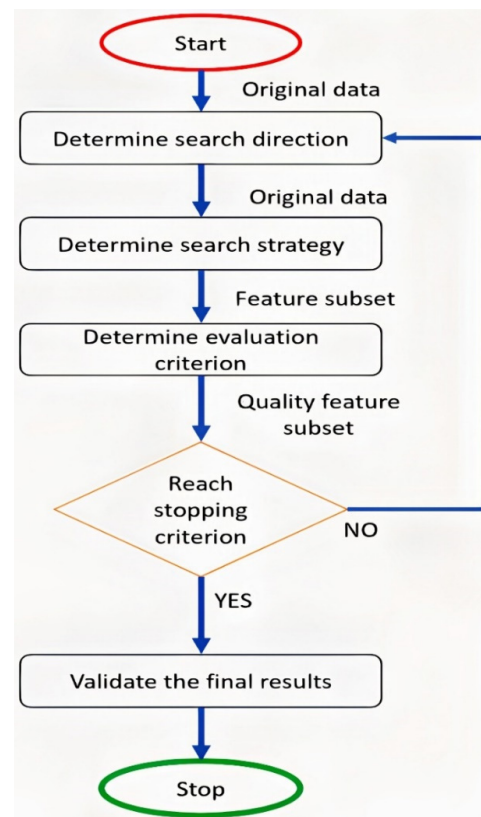 Start
Original data
Determine search direction
Original data
Determine search strategy
Feature subset
Determine evaluation
criterion
Quality feature
subset
Reach
stopping
criterion
NO
YES
Validate the final results
Stop